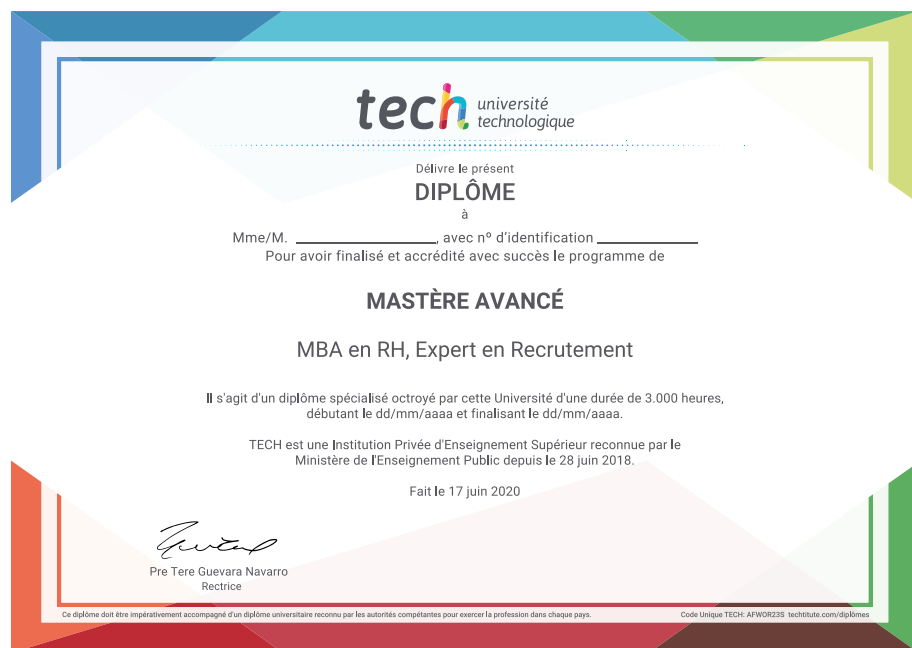 tech université
technologique
Délivre le présent
DIPLÔME
à
Mme/M. ____________, avec nº d'identification ____________
Pour avoir finalisé et accrédité avec succès le programme de
MASTÈRE AVANCÉ
MBA en RH, Expert en Recrutement
Il s'agit d'un diplôme spécialisé octroyé par cette Université d'une durée de 3.000 heures,
débutant le dd/mm/aaaa et finalisant le dd/mm/aaaa.
TECH est une Institution Privée d'Enseignement Supérieur reconnue par le
Ministère de l'Enseignement Public depuis le 28 juin 2018.
Fait le 17 juin 2020
Pre Tere Guevara Navarro
Rectrice
Ce diplôme doit être impérativement accompagné d'un diplôme universitaire reconnu par les autorités compétantes pour exercer la profession dans chaque pays.
Code Unique TECH: AFWOR23S techtitute.com/diplômes